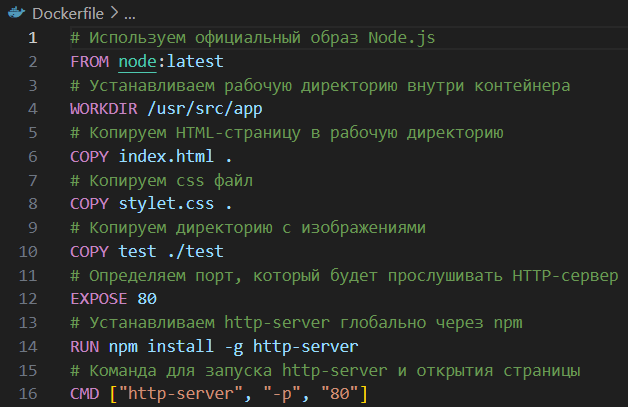 Dockerfile > ...
1 # Используем официальный образ Node.js
2 FROM node:latest
3 # Устанавливаем рабочую директорию внутри контейнера
4 WORKDIR /usr/src/app
5 # Копируем HTML-страницу в рабочую директорию
6 COPY index.html .
7 # Копируем css файл
8 COPY stylet.css .
9 # Копируем директорию с изображениями
10 COPY test ./test
11 # Определяем порт, который будет прослушивать HTTP-сервер
12 EXPOSE 80
13 # Устанавливаем http-server глобально через npm
14 RUN npm install -g http-server
15 # Команда для запуска http-server и открытия страницы
16 CMD ["http-server", "-p", "80"]